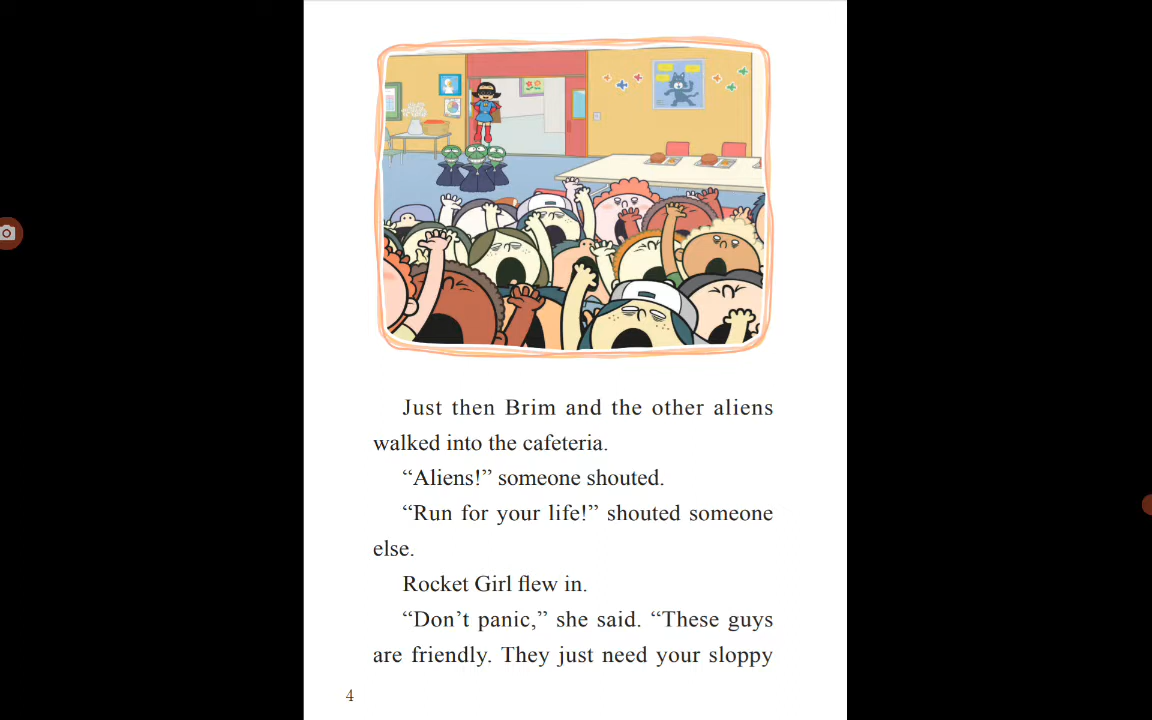 Just then Brim and the other aliens
walked into the cafeteria.
“Aliens!” someone shouted.
“Run for your life!” shouted someone
else.
Rocket Girl flew in.
“Don’t panic,” she said. “These guys
are friendly. They just need your sloppy
4